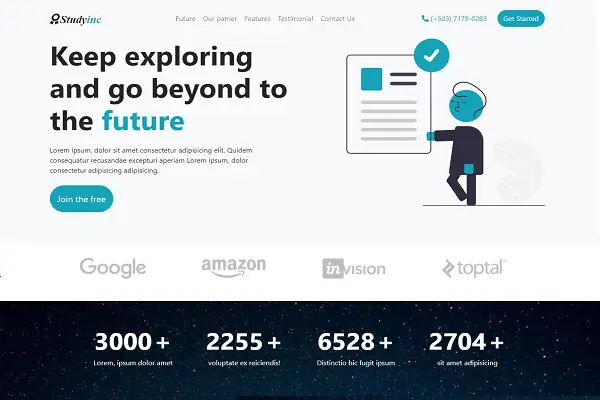 Studyinc
Future Our patner Features Testimonial Contact Us
(+503) 7179-0283
Get Started
Keep exploring
and go beyond to
the future
Lorem ipsum, dolor sit amet consectetur adipisicing elit. Quidem
consequatur recusandae excepturi aperiam Lorem ipsum, dolor
consectetur adipisicing adipisicing.
Join the free
Google
amazon
inVISION
toptal
3000+ 2255+ 6528+ 2704+
Lorem, ipsum dolor amet voluptate ex reiciendis! Distinctio hic fugit ipsum sit amet adipisicing